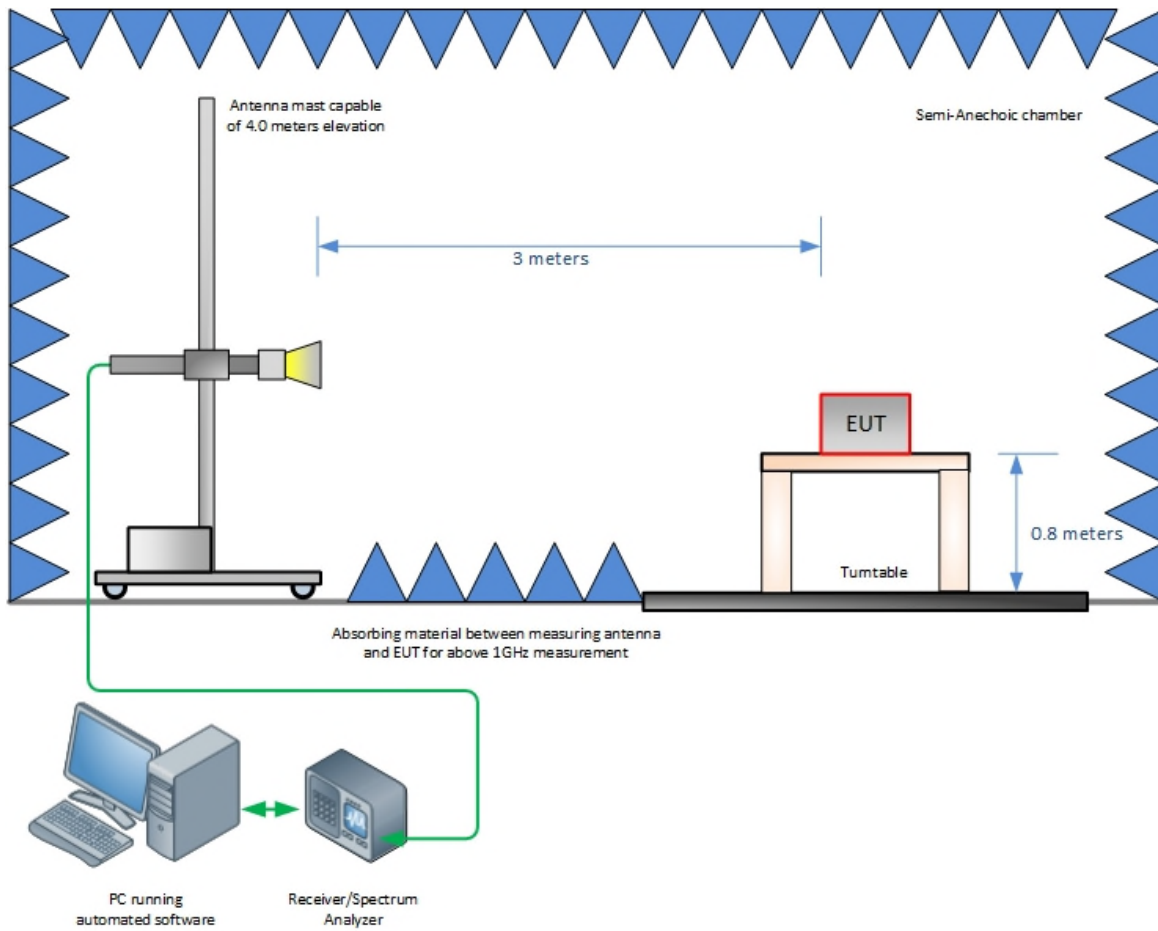 Antenna mast capable
of 4.0 meters elevation
Semi-Anechoic chamber
3 meters
EUT
0.8 meters
Turntable
Absorbing material between measuring antenna
and EUT for above 1GHz measurement
PC running
automated software
Receiver/Spectrum
Analyzer